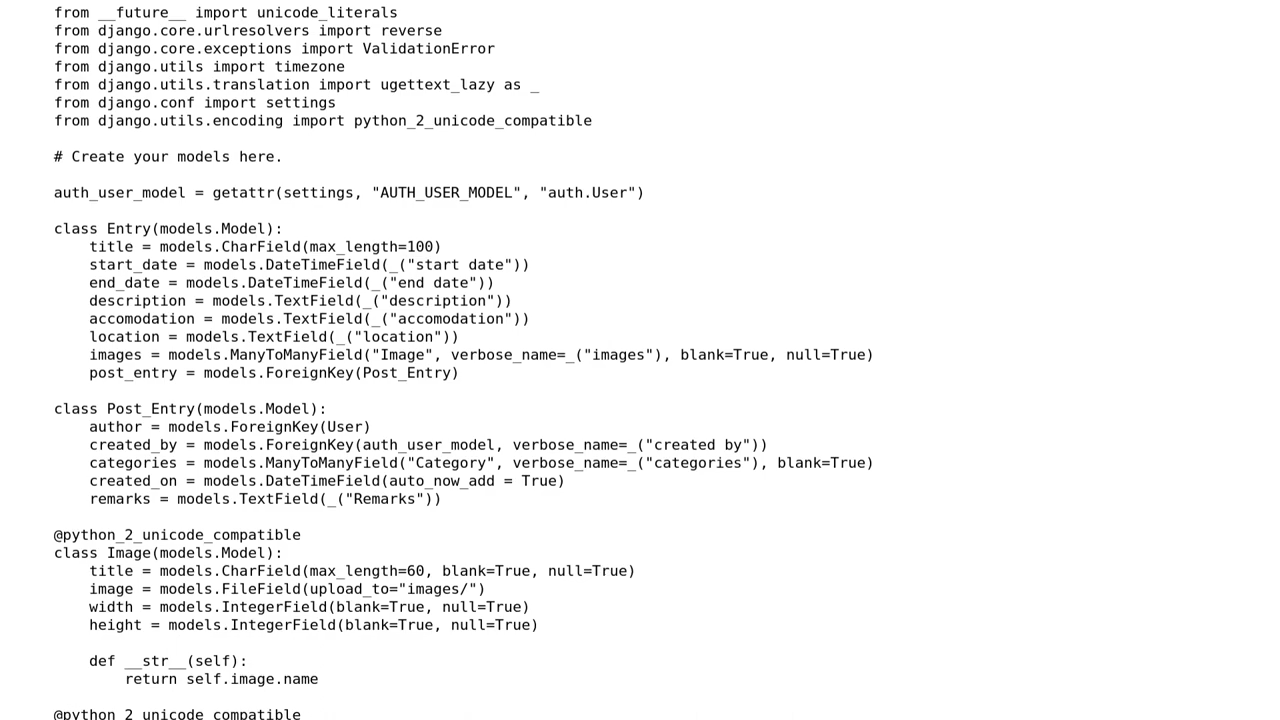 from __future__ import unicode_literals
from django.core.urlresolvers import reverse
from django.core.exceptions import ValidationError
from django.utils import timezone
from django.utils.translation import ugettext_lazy as _
from django.conf import settings
from django.utils.encoding import python_2_unicode_compatible

# Create your models here.

auth_user_model = getattr(settings, "AUTH_USER_MODEL", "auth.User")

class Entry(models.Model):
    title = models.CharField(max_length=100)
    start_date = models.DateTimeField(_("start date"))
    end_date = models.DateTimeField(_("end date"))
    description = models.TextField(_("description"))
    accomodation = models.TextField(_("accomodation"))
    location = models.TextField(_("location"))
    images = models.ManyToManyField("Image", verbose_name=_("images"), blank=True, null=True)
    post_entry = models.ForeignKey(Post_Entry)

class Post_Entry(models.Model):
    author = models.ForeignKey(User)
    created_by = models.ForeignKey(auth_user_model, verbose_name=_("created by"))
    categories = models.ManyToManyField("Category", verbose_name=_("categories"), blank=True)
    created_on = models.DateTimeField(auto_now_add = True)
    remarks = models.TextField(_("Remarks"))

@python_2_unicode_compatible
class Image(models.Model):
    title = models.CharField(max_length=60, blank=True, null=True)
    image = models.FileField(upload_to="images/")
    width = models.IntegerField(blank=True, null=True)
    height = models.IntegerField(blank=True, null=True)

    def __str__(self):
        return self.image.name

@python_2_unicode_compatible